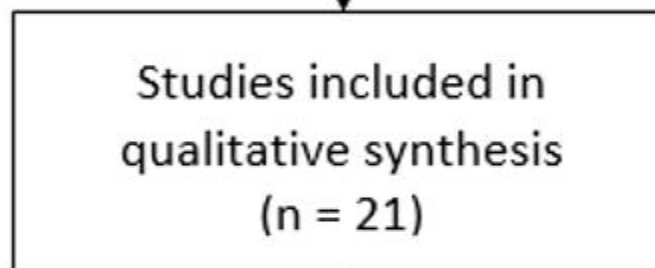 Studies included in
qualitative synthesis
(n = 21)